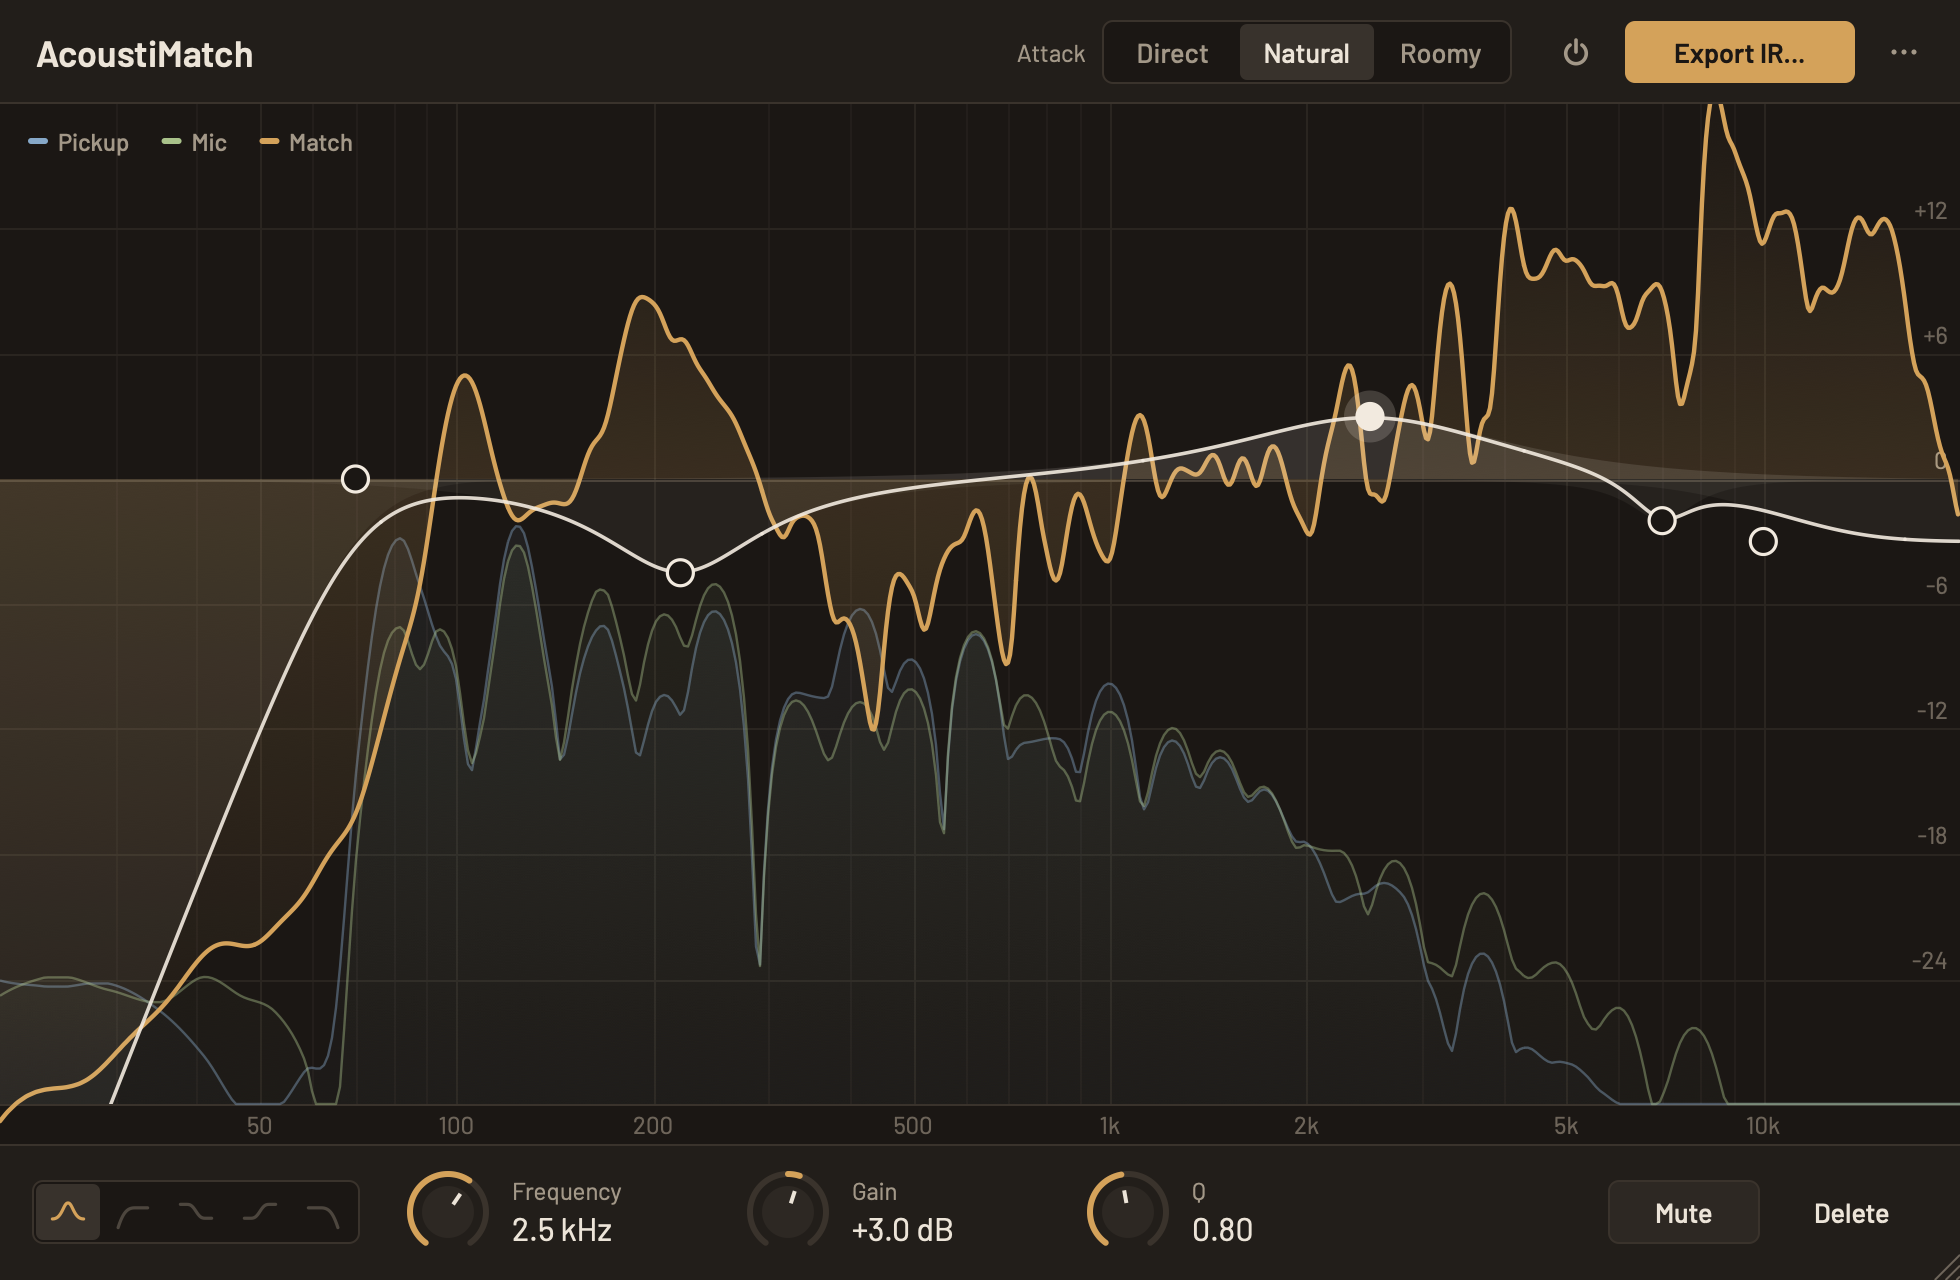 AcoustiMatch
Attack
Direct
Natural
Roomy
Export IR...
Pickup
Mic
Match
+12
+6
0
-6
-12
-18
-24
50
100
200
500
1k
2k
5k
10k
Frequency
2.5 kHz
Gain
+3.0 dB
Q
0.80
Mute
Delete